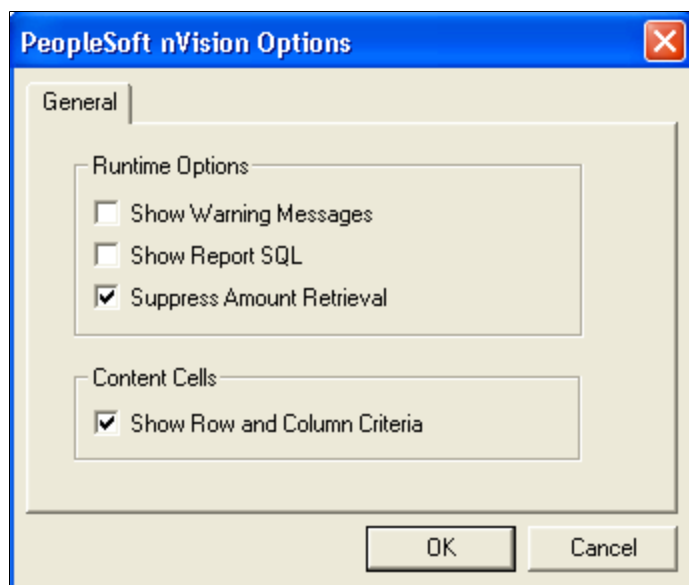 PeopleSoft nVision Options
General
Runtime Options
Show Warning Messages
Show Report SQL
Suppress Amount Retrieval
Content Cells
Show Row and Column Criteria
OK
Cancel